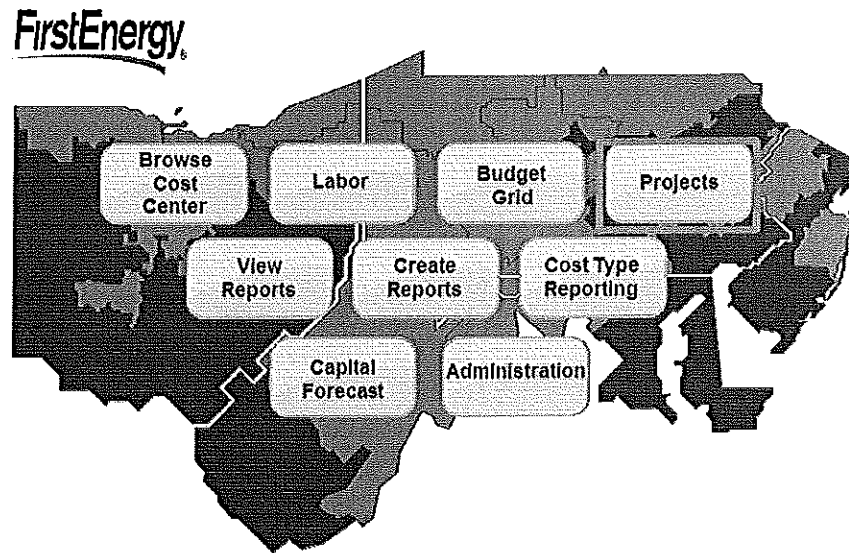 FirstEnergy®
Browse
Cost
Center
Labor
Budget
Grid
Projects
View
Reports
Create
Reports
Cost Type
Reporting
Capital
Forecast
Administration